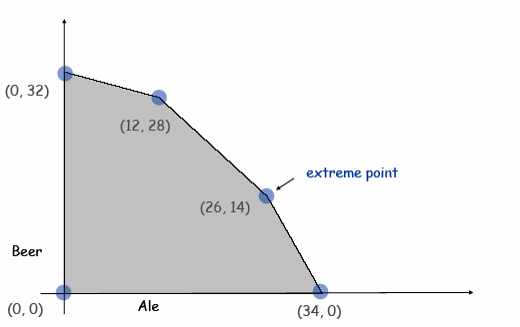 (0, 32)
(12, 28)
extreme point
(26, 14)
Beer
(0, 0)
Ale
(34, 0)